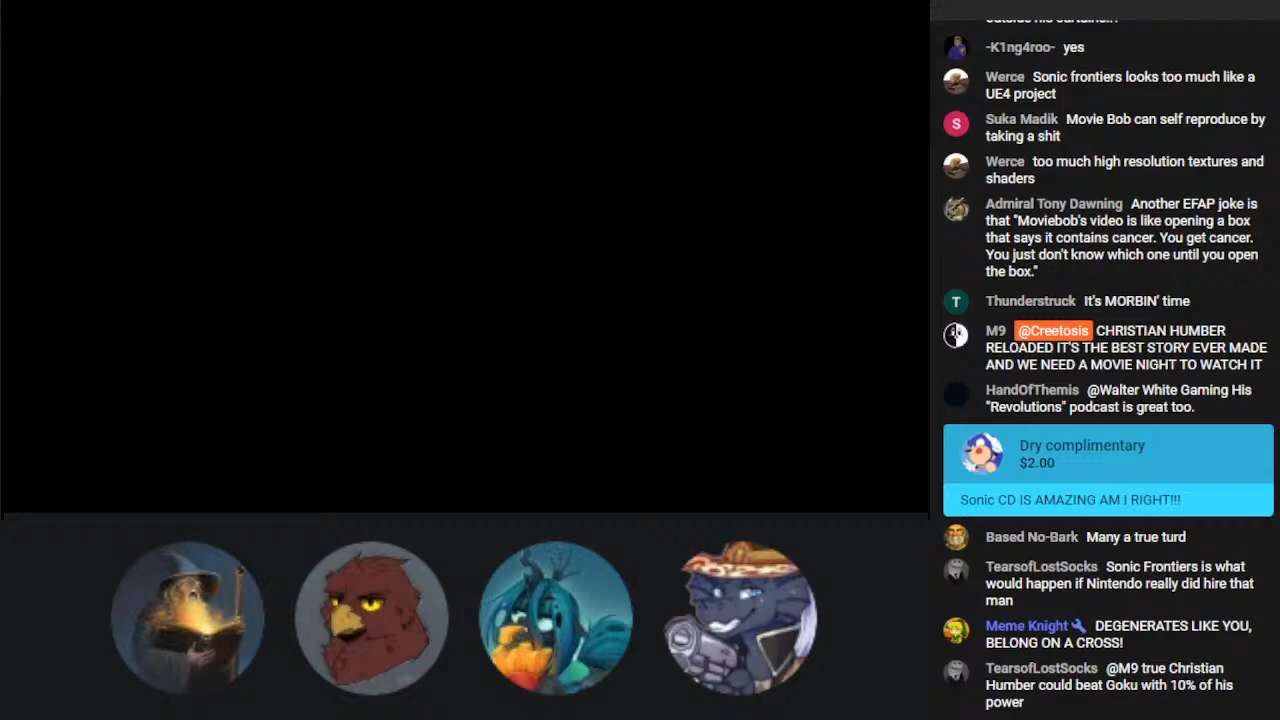 outside his curtains!?
-K1ng4roo- yes
Werce Sonic frontiers looks too much like a
UE4 project
S
Suka Madik Movie Bob can self reproduce by
taking a shit
Werce too much high resolution textures and
shaders
Admiral Tony Dawning Another EFAP joke is
that "Moviebob's video is like opening a box
that says it contains cancer. You get cancer.
You just don't know which one until you open
the box."
T
Thunderstruck It's MORBIN' time
M9 @Creetosis CHRISTIAN HUMBER
RELOADED IT'S THE BEST STORY EVER MADE
AND WE NEED A MOVIE NIGHT TO WATCH IT
HandOfThemis @Walter White Gaming His
"Revolutions" podcast is great too.
Dry complimentary
$2.00
Sonic CD IS AMAZING AM I RIGHT!!!
Based No-Bark Many a true turd
TearsofLostSocks Sonic Frontiers is what
would happen if Nintendo really did hire that
man
Meme Knight DEGENERATES LIKE YOU,
BELONG ON A CROSS!
TearsofLostSocks @M9 true Christian
Humber could beat Goku with 10% of his
power